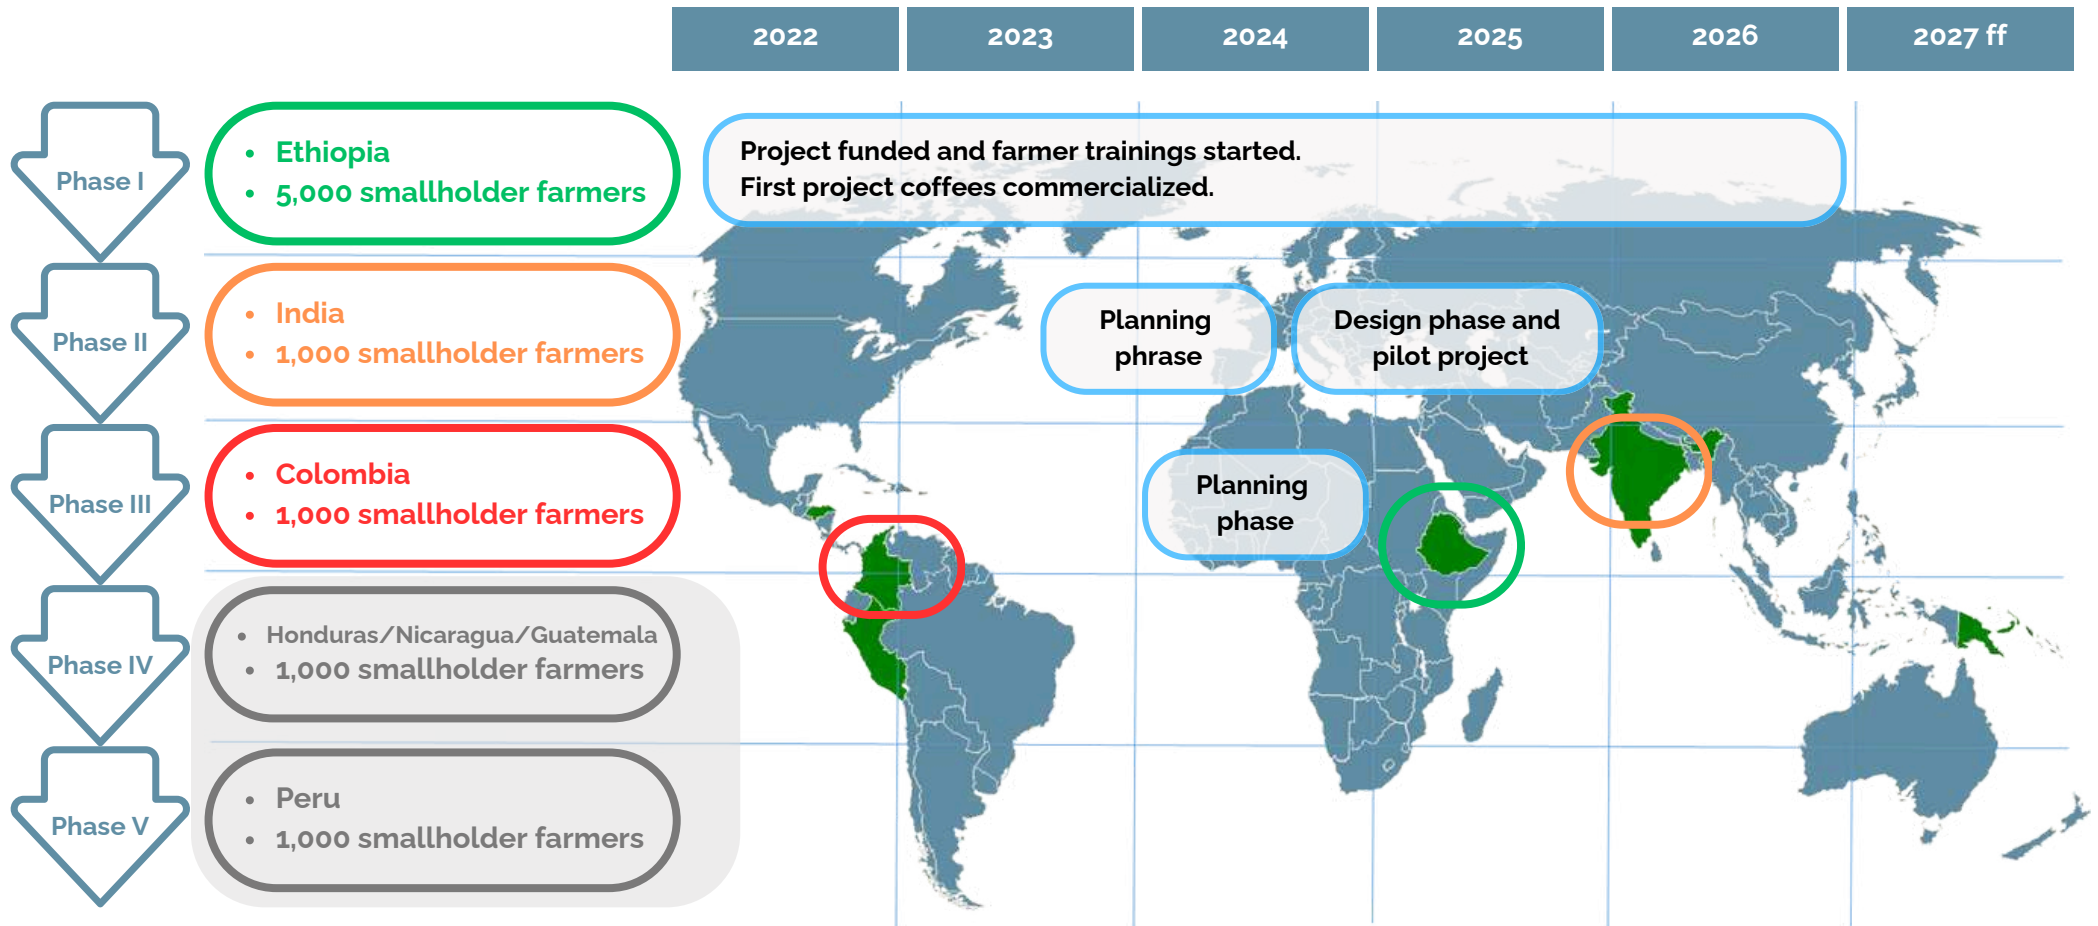 2022 2023 2024 2025 2026 2027 ff
Phase I
• Ethiopia
• 5,000 smallholder farmers
Project funded and farmer trainings started.
First project coffees commercialized.
Phase II
• India
• 1,000 smallholder farmers
Planning
phrase
Design phase and
pilot project
Phase III
• Colombia
• 1,000 smallholder farmers
Planning
phase
Phase IV
• Honduras/Nicaragua/Guatemala
• 1,000 smallholder farmers
Phase V
• Peru
• 1,000 smallholder farmers